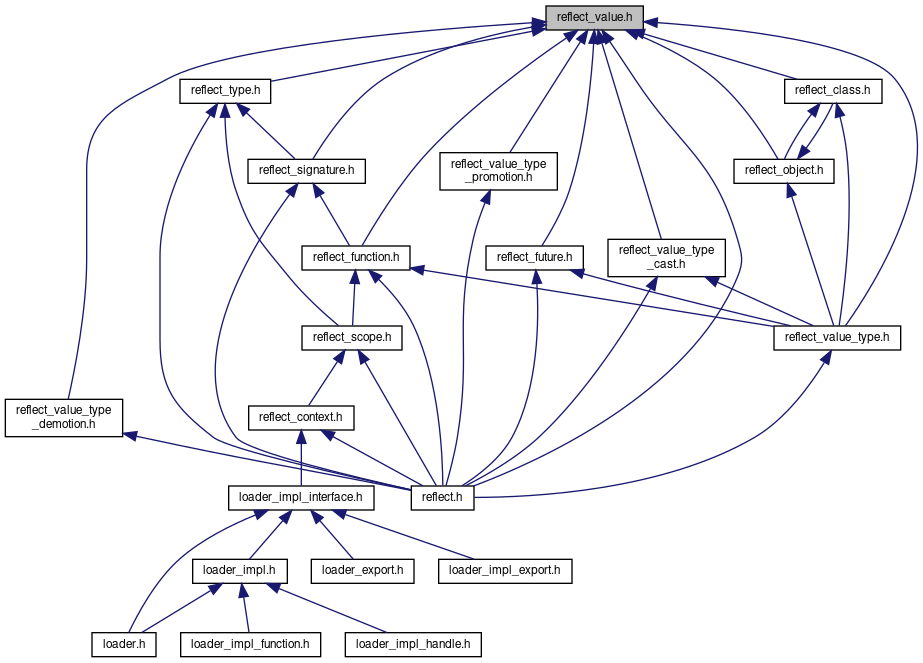 reflect_value.h
reflect_type.h
reflect_class.h
reflect_signature.h
reflect_value_type
_promotion.h
reflect_object.h
reflect_function.h
reflect_future.h
reflect_value_type
_cast.h
reflect_scope.h
reflect_value_type.h
reflect_value_type
_demotion.h
reflect_context.h
loader_impl_interface.h
reflect.h
loader_impl.h
loader_export.h
loader_impl_export.h
loader.h
loader_impl_function.h
loader_impl_handle.h